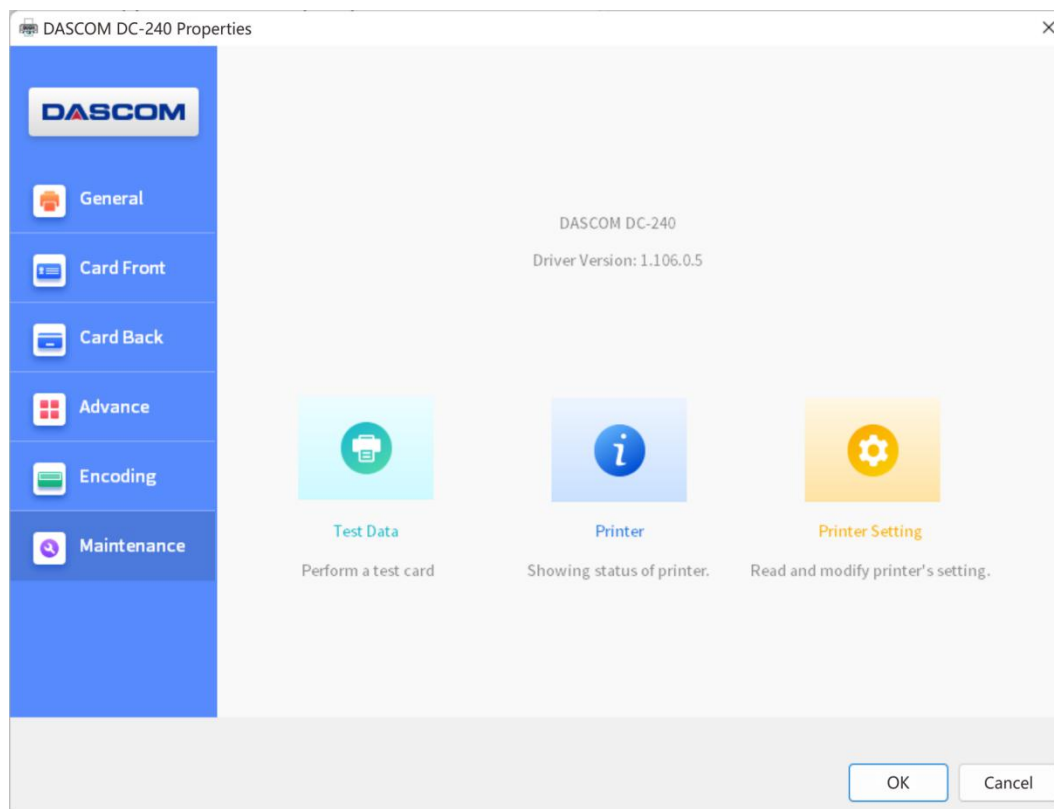 DASCOM DC-240 Properties
DASCOM
General
Card Front
Card Back
Advance
Encoding
Maintenance
DASCOM DC-240
Driver Version: 1.106.0.5
Test Data
Perform a test card
Printer
Showing status of printer.
Printer Setting
Read and modify printer's setting.
OK
Cancel